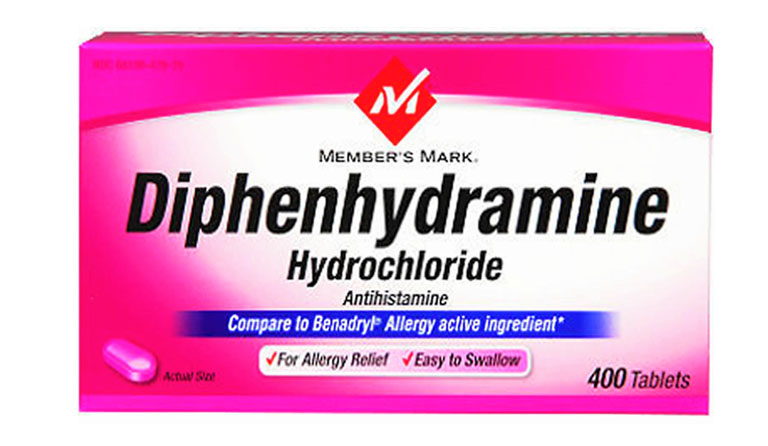 MEMBER'S MARK®
Diphenhydramine
Hydrochloride
Antihistamine
Compare to Benadryl® Allergy active ingredient*
✓For Allergy Relief ✓Easy to Swallow
Actual Size
400 Tablets